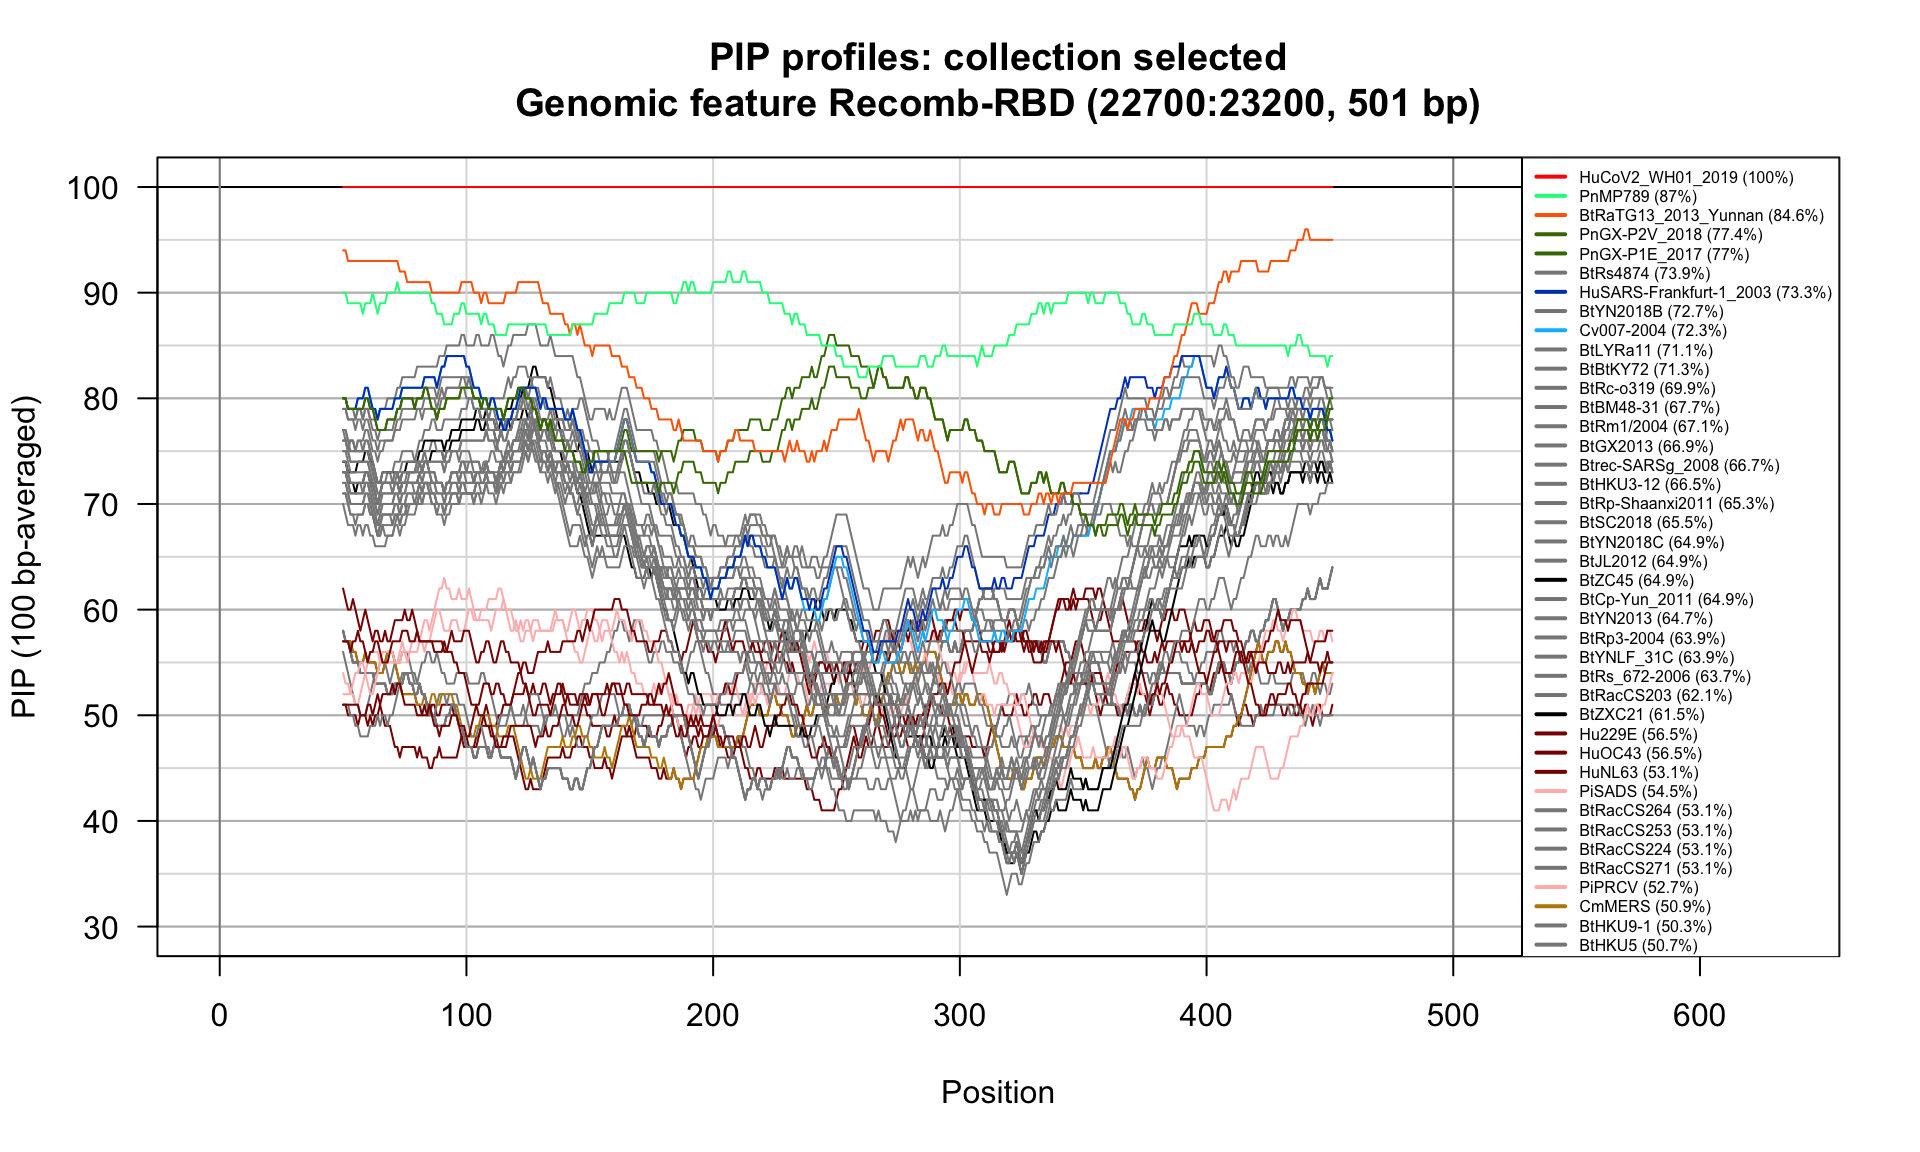 PIP profiles: collection selected
Genomic feature Recomb-RBD (22700:23200, 501 bp)
PIP (100 bp-averaged)
100
90
80
70
60
50
40
30
0
100
200
300
400
500
600
Position
HuCoV2_WH01_2019 (100%)
PnMP789 (87%)
BtRaTG13_2013_Yunnan (84.6%)
PnGX-P2V_2018 (77.4%)
PnGX-P1E_2017 (77%)
BtRs4874 (73.9%)
HuSARS-Frankfurt-1_2003 (73.3%)
BtYN2018B (72.7%)
Cv007-2004 (72.3%)
BtLYRa11 (71.1%)
BtBtKY72 (71.3%)
BtRc-o319 (69.9%)
BtBM48-31 (67.7%)
BtRm1/2004 (67.1%)
BtGX2013 (66.9%)
Btrec-SARSg_2008 (66.7%)
BtHKU3-12 (66.5%)
BtRp-Shaanxi2011 (65.3%)
BtSC2018 (65.5%)
BtYN2018C (64.9%)
BtJL2012 (64.9%)
BtZC45 (64.9%)
BtCp-Yun_2011 (64.9%)
BtYN2013 (64.7%)
BtRp3-2004 (63.9%)
BtYNLF_31C (63.9%)
BtRs_672-2006 (63.7%)
BtRacCS203 (62.1%)
BtZXC21 (61.5%)
Hu229E (56.5%)
HuOC43 (56.5%)
HuNL63 (53.1%)
PiSADS (54.5%)
BtRacCS264 (53.1%)
BtRacCS253 (53.1%)
BtRacCS224 (53.1%)
BtRacCS271 (53.1%)
PiPRCV (52.7%)
CmMERS (50.9%)
BtHKU9-1 (50.3%)
BtHKU5 (50.7%)